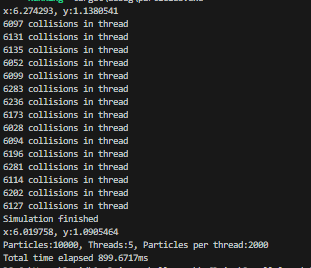 x:6.274293, y:1.1380541
6097 collisions in thread
6131 collisions in thread
6135 collisions in thread
6052 collisions in thread
6099 collisions in thread
6283 collisions in thread
6236 collisions in thread
6173 collisions in thread
6028 collisions in thread
6094 collisions in thread
6196 collisions in thread
6281 collisions in thread
6114 collisions in thread
6202 collisions in thread
6127 collisions in thread
Simulation finished
x:6.019758, y:1.0905464
Particles:10000, Threads:5, Particles per thread:2000
Total time elapsed 899.6717ms